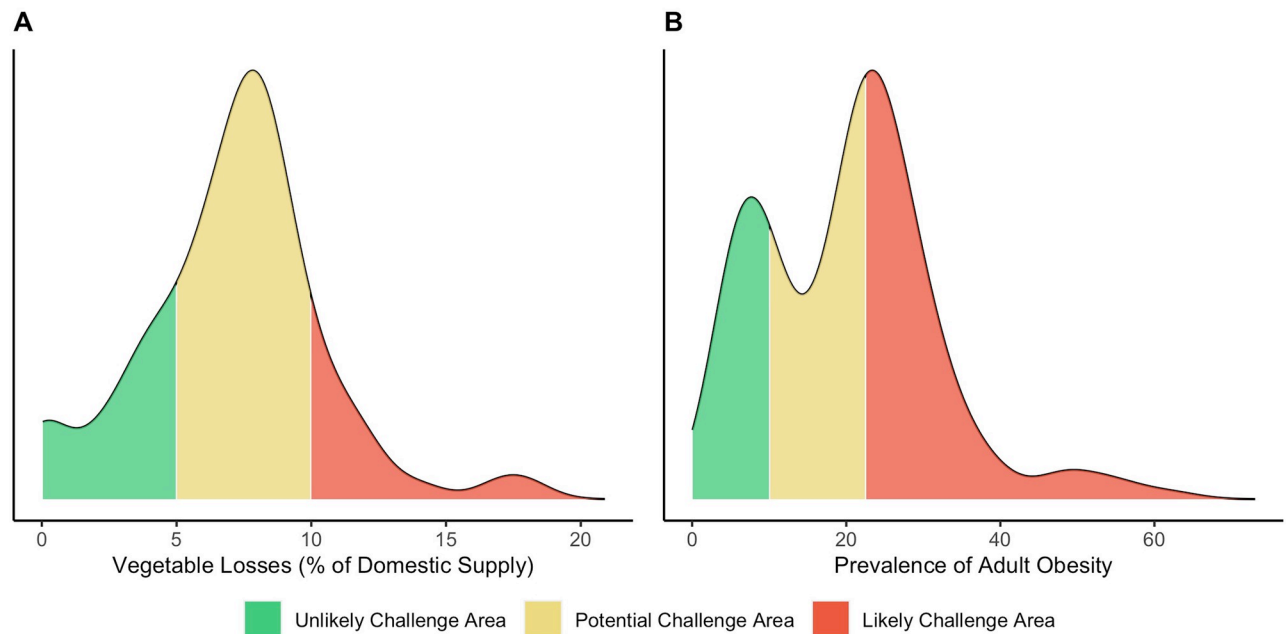 A
B
0 5 10 15 20
0 20 40 60
Vegetable Losses (% of Domestic Supply)
Prevalence of Adult Obesity
Unlikely Challenge Area
Potential Challenge Area
Likely Challenge Area